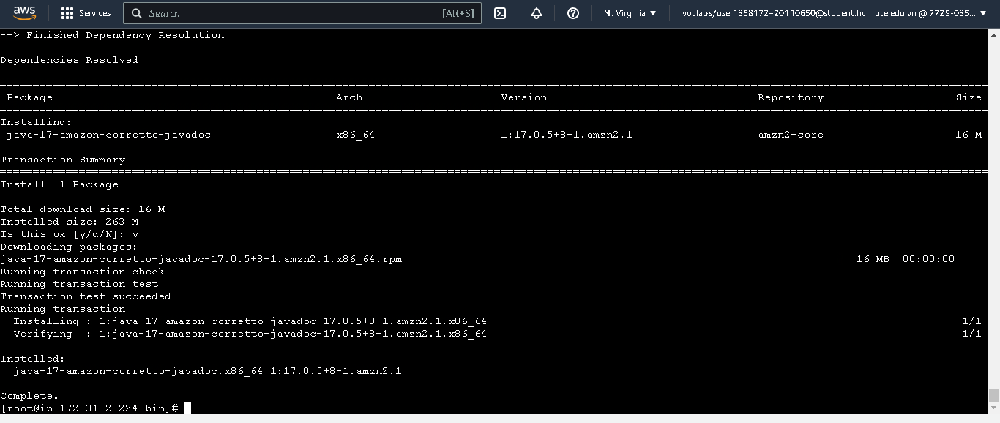 aws Services Search [Alt+S] N. Virginia voclabs/user1858172=20110650@student.hcmute.edu.vn @ 7729-085...
--> Finished Dependency Resolution
Dependencies Resolved
================================================================================
Package Arch Version Repository Size
================================================================================
Installing:
java-17-amazon-corretto-javadoc x86_64 1:17.0.5+8-1.amzn2.1 amzn2-core 16 M
Transaction Summary
================================================================================
Install 1 Package
Total download size: 16 M
Installed size: 263 M
Is this ok [y/d/N]: y
Downloading packages:
java-17-amazon-corretto-javadoc-17.0.5+8-1.amzn2.1.x86_64.rpm | 16 MB 00:00:00
Running transaction check
Running transaction test
Transaction test succeeded
Running transaction
Installing : 1:java-17-amazon-corretto-javadoc-17.0.5+8-1.amzn2.1.x86_64 1/1
Verifying : 1:java-17-amazon-corretto-javadoc-17.0.5+8-1.amzn2.1.x86_64 1/1
Installed:
java-17-amazon-corretto-javadoc.x86_64 1:17.0.5+8-1.amzn2.1
Complete!
[root@ip-172-31-2-224 bin]#